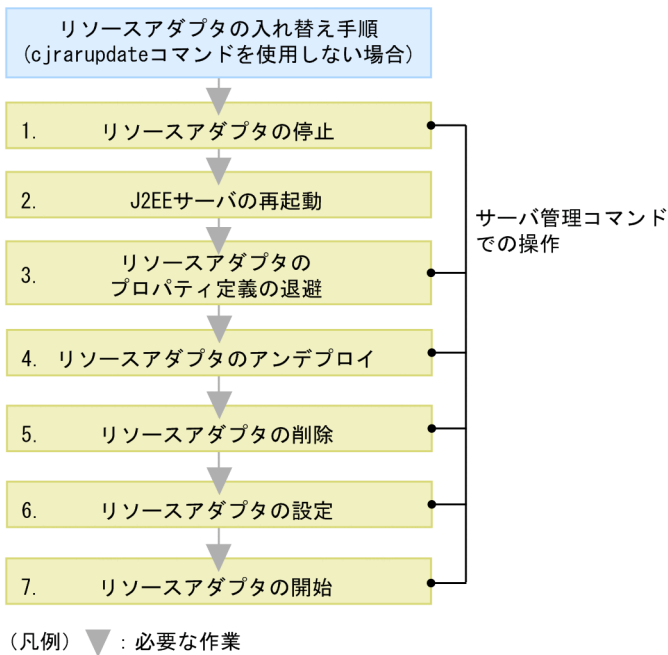 リソースアダプタの入れ替え手順
(cjrarupdateコマンドを使用しない場合)
1. リソースアダプタの停止
2. J2EEサーバの再起動
3. リソースアダプタの
プロパティ定義の退避
4. リソースアダプタのアンデプロイ
5. リソースアダプタの削除
6. リソースアダプタの設定
7. リソースアダプタの開始
サーバ管理コマンド
での操作
(凡例) : 必要な作業